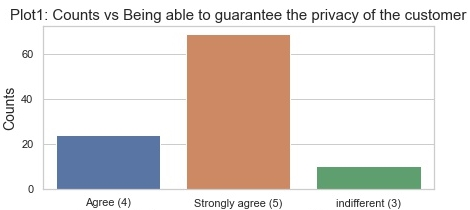 Plot1: Counts vs Being able to guarantee the privacy of the customer
60
40
20
0
Counts
Agree (4) Strongly agree (5) indifferent (3)